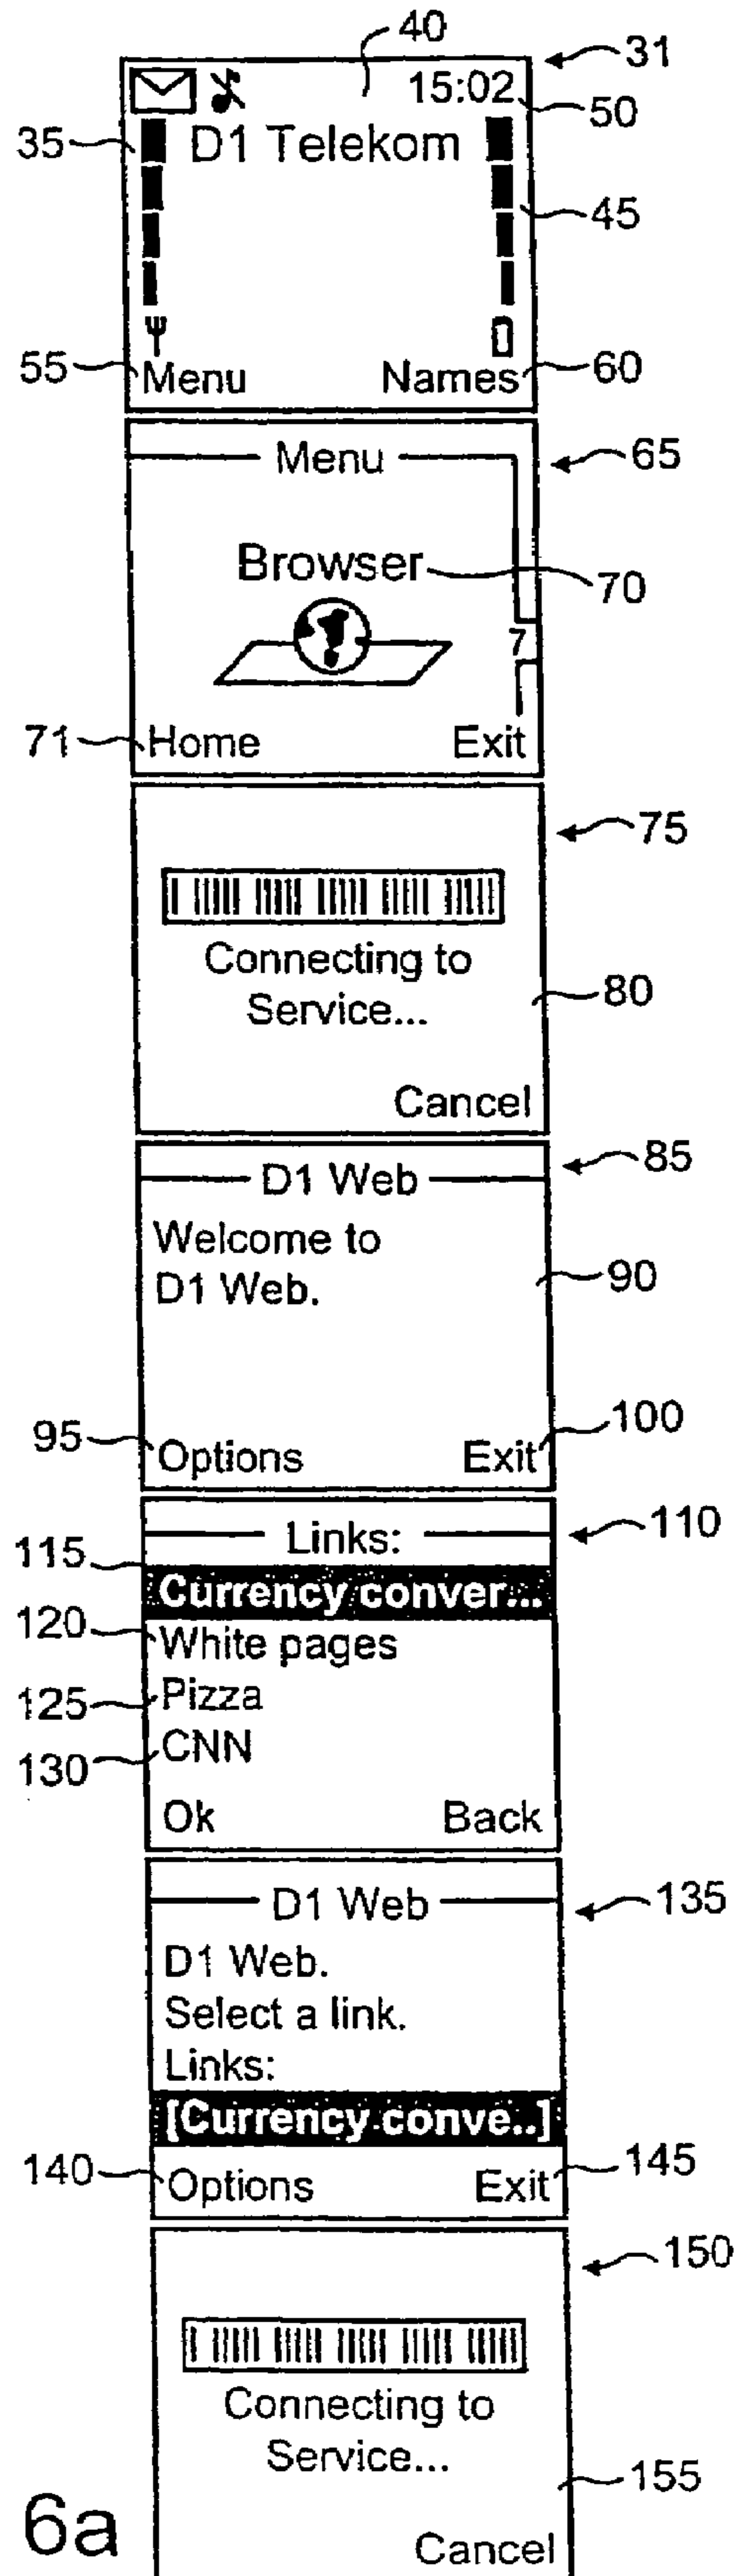 40
31
15:02
50
35
D1 Telekom
45
55
Menu
Names
60
Menu
65
Browser
70
7
71
Home
Exit
75
Connecting to
Service...
80
Cancel
D1 Web
85
Welcome to
D1 Web.
90
95
Options
Exit
100
Links:
110
115
Currency conver...
120
White pages
125
Pizza
130
CNN
Ok
Back
D1 Web
135
D1 Web.
Select a link.
Links:
[Currency conve..]
140
Options
Exit
145
150
Connecting to
Service...
155
Cancel
6a